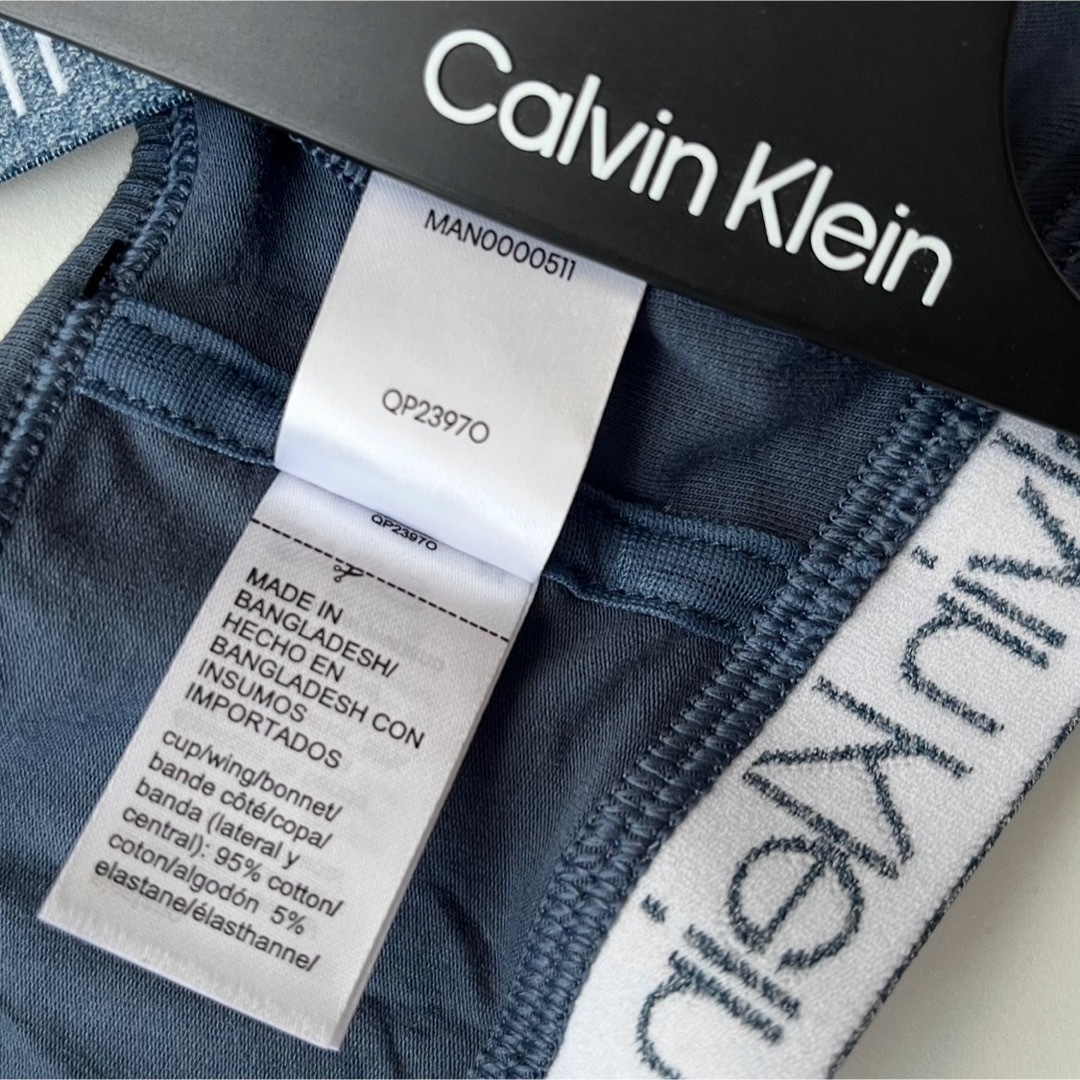 Calvin Klein
MAN0000511
QP2397O
QP2397O
MADE IN
BANGLADESH/
HECHO EN
BANGLADESH CON
INSUMOS
IMPORTADOS
cup/wing/bonnet/
bande côté/copa/
banda (lateral y
central): 95% cotton/
coton/algodón 5%
elastane/élasthanne/
Klein